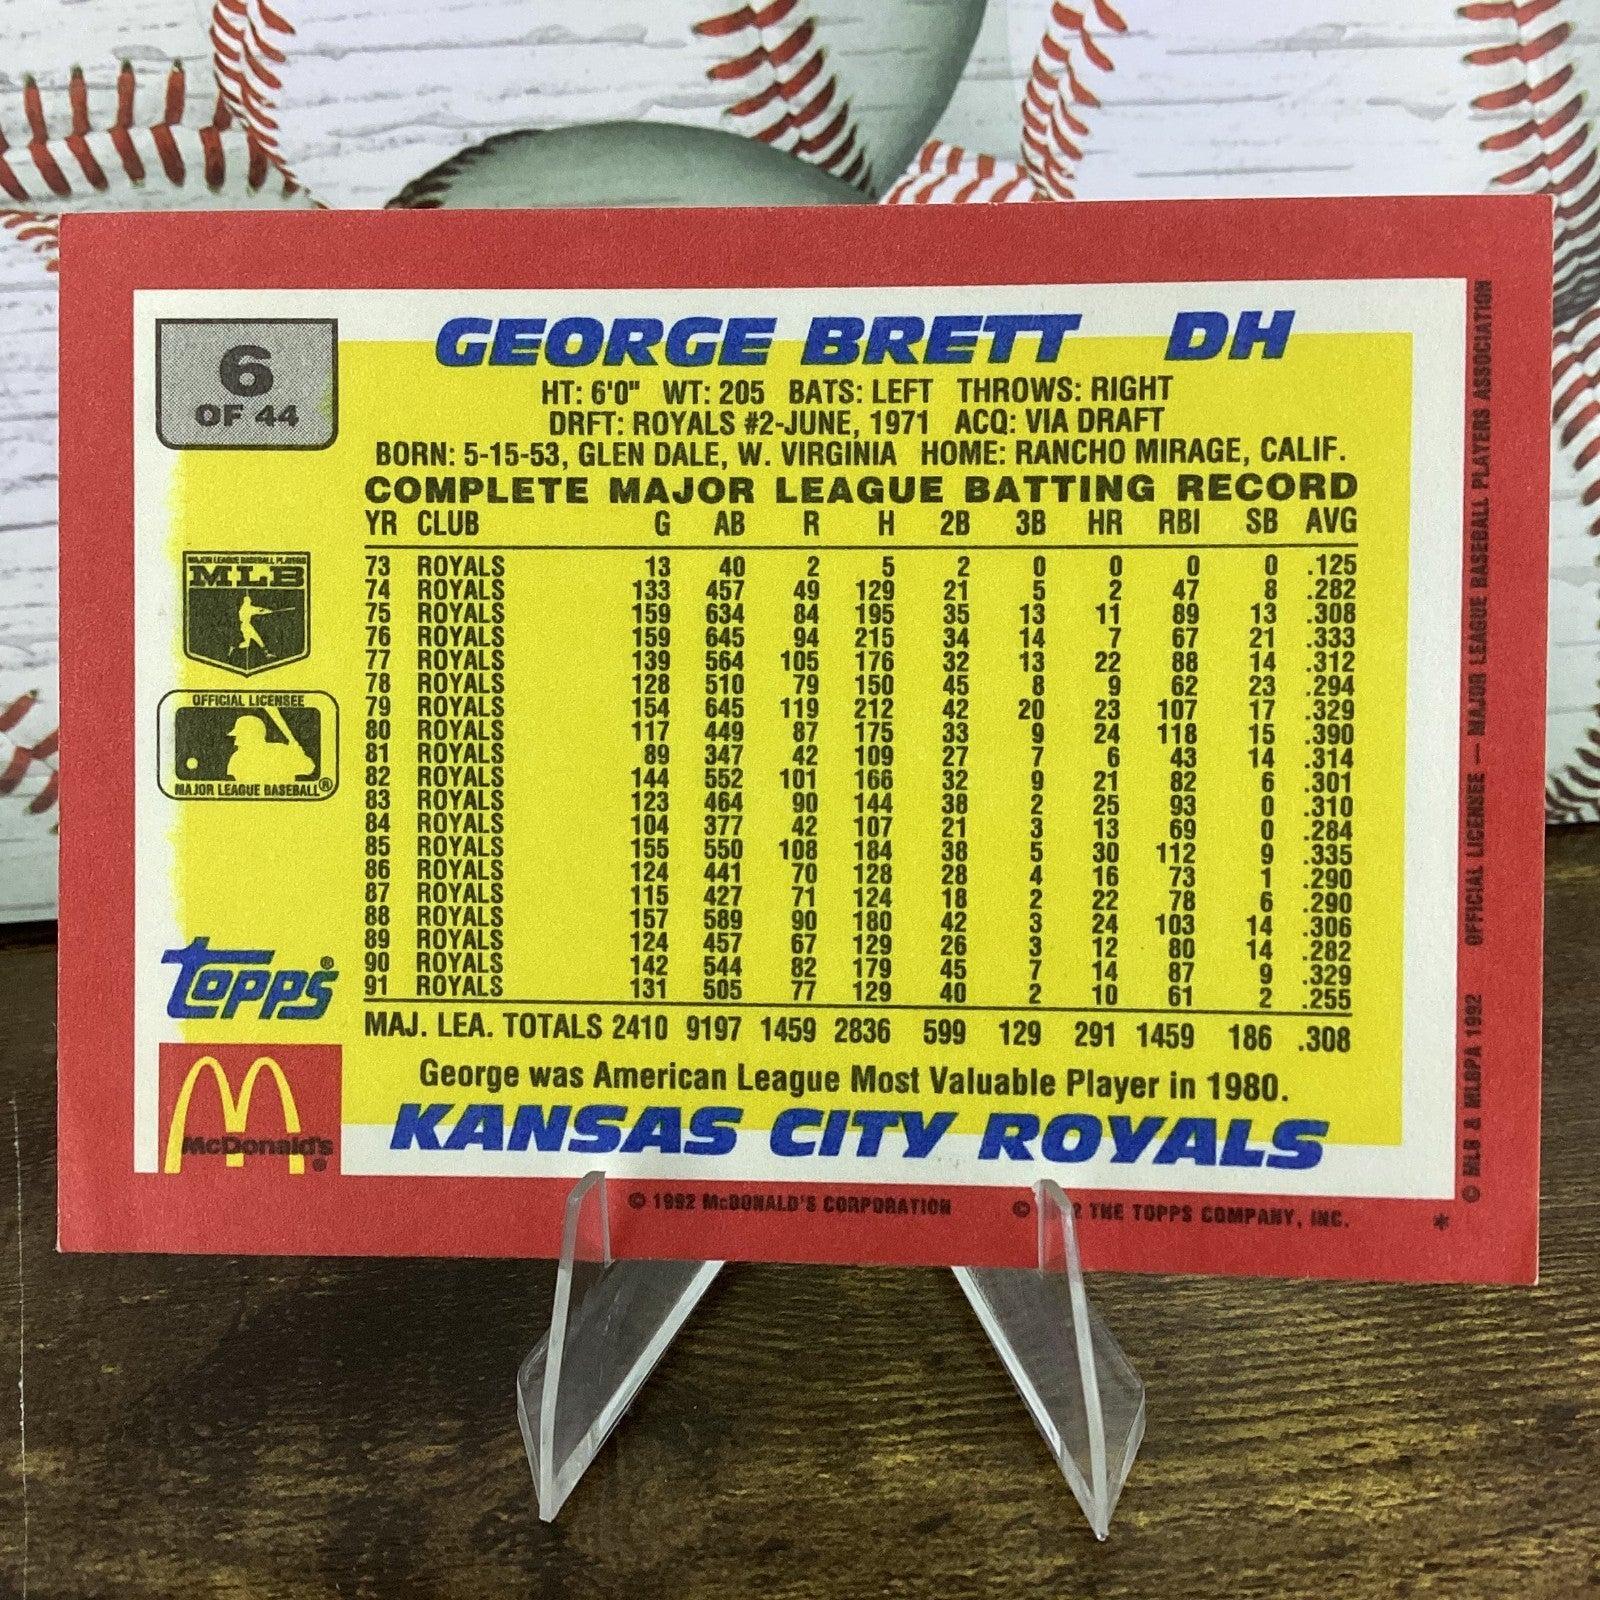 6
OF 44
GEORGE BRETT DH
HT: 6'0" WT: 205 BATS: LEFT THROWS: RIGHT
DRFT: ROYALS #2-JUNE, 1971 ACQ: VIA DRAFT
BORN: 5-15-53, GLEN DALE, W. VIRGINIA HOME: RANCHO MIRAGE, CALIF.
COMPLETE MAJOR LEAGUE BATTING RECORD
YR CLUB G AB R H 2B 3B HR RBI SB AVG
73 ROYALS 13 40 2 5 2 0 0 0 0 .125
74 ROYALS 133 457 49 129 21 5 2 47 8 .282
75 ROYALS 159 634 84 195 35 13 11 89 13 .308
76 ROYALS 159 645 94 215 34 14 7 67 21 .333
77 ROYALS 139 564 105 176 32 13 22 88 14 .312
78 ROYALS 128 510 79 150 45 8 9 62 23 .294
79 ROYALS 154 645 119 212 42 20 23 107 17 .329
80 ROYALS 117 449 87 175 33 9 24 118 15 .390
81 ROYALS 89 347 42 109 27 7 6 43 14 .314
82 ROYALS 144 552 101 166 32 9 21 82 6 .301
83 ROYALS 123 464 90 144 38 2 25 93 0 .310
84 ROYALS 104 377 42 107 21 3 13 69 0 .284
85 ROYALS 155 550 108 184 38 5 30 112 9 .335
86 ROYALS 124 441 70 128 28 4 16 73 1 .290
87 ROYALS 115 427 71 124 18 2 22 78 6 .290
88 ROYALS 157 589 90 180 42 3 24 103 14 .306
89 ROYALS 124 457 67 129 26 3 12 80 14 .282
90 ROYALS 142 544 82 179 45 7 14 87 9 .329
91 ROYALS 131 505 77 129 40 2 10 61 2 .255
MAJ. LEA. TOTALS 2410 9197 1459 2836 599 129 291 1459 186 .308
George was American League Most Valuable Player in 1980.
KANSAS CITY ROYALS
MAJOR LEAGUE BASEBALL PLAYERS
MLB
OFFICIAL LICENSEE
MAJOR LEAGUE BASEBALL®
TOPPS®
McDonald's®
© 1992 McDONALD'S CORPORATION
© 2 THE TOPPS COMPANY, INC. *
© MLB & MLBPA 1992 OFFICIAL LICENSEE — MAJOR LEAGUE BASEBALL PLAYERS ASSOCIATION